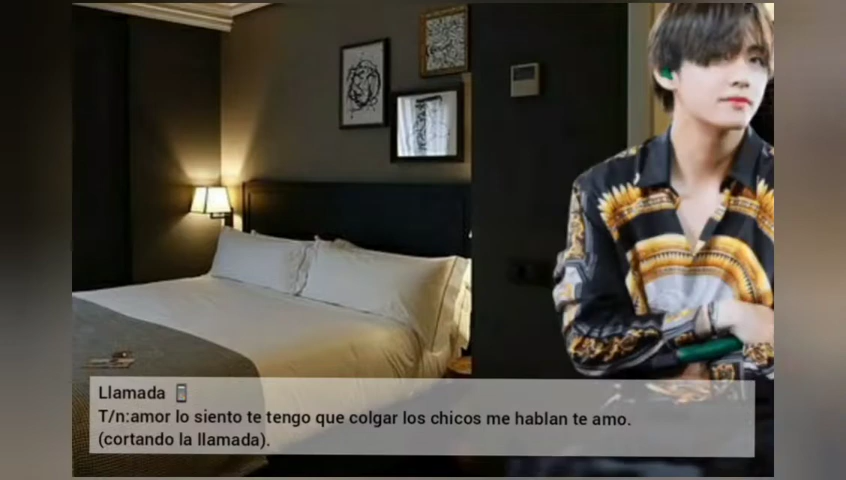 Llamada 📱
T/n:amor lo siento te tengo que colgar los chicos me hablan te amo.
(cortando la llamada).